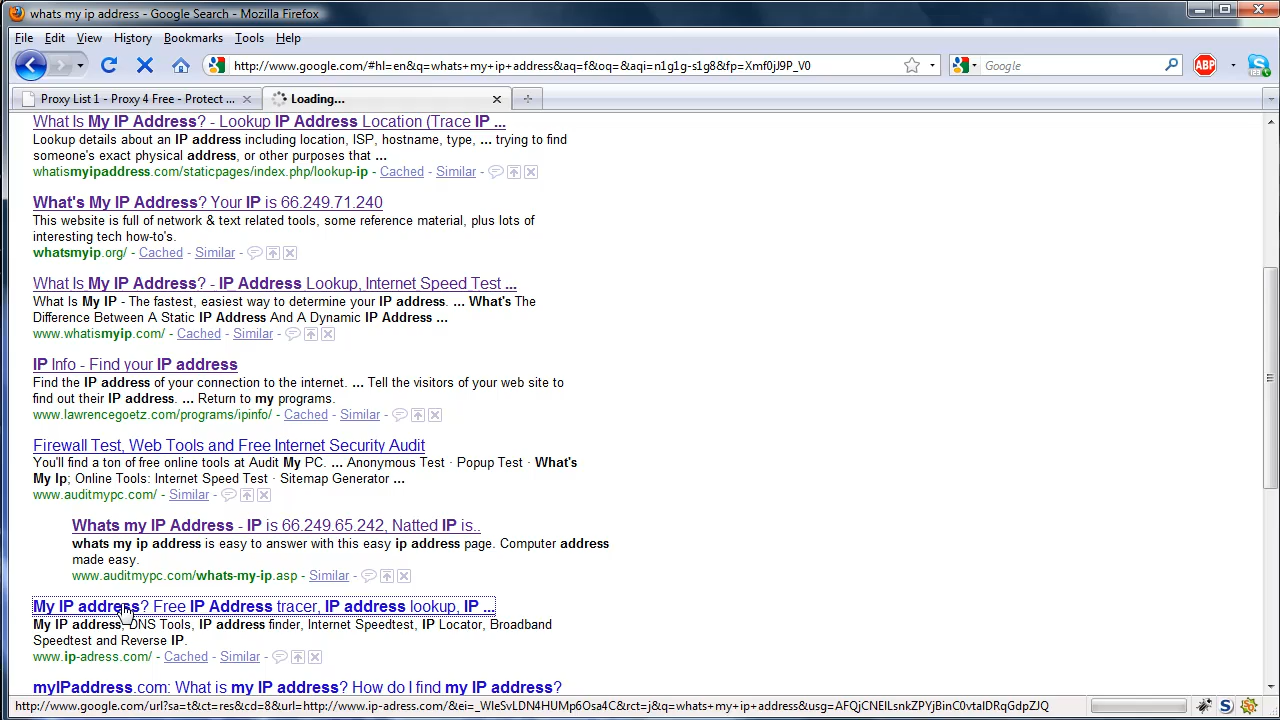 whats my ip address - Google Search - Mozilla Firefox
File Edit View History Bookmarks Tools Help
http://www.google.com/#hl=en&q=whats+my+ip+address&aq=f&oq=&aqi=n1g1g-s1g8&fp=Xmf0jJ9P_V0
Google
ABP
Proxy List 1 - Proxy 4 Free - Protect ...
Loading...
What Is My IP Address? - Lookup IP Address Location (Trace IP ...
Lookup details about an IP address including location, ISP, hostname, type, ... trying to find
someone's exact physical address, or other purposes that ...
whatismyipaddress.com/staticpages/index.php/lookup-ip - Cached - Similar -
What's My IP Address? Your IP is 66.249.71.240
This website is full of network & text related tools, some reference material, plus lots of
interesting tech how-to's.
whatsmyip.org/ - Cached - Similar -
What Is My IP Address? - IP Address Lookup, Internet Speed Test ...
What Is My IP - The fastest, easiest way to determine your IP address. ... What's The
Difference Between A Static IP Address And A Dynamic IP Address ...
www.whatismyip.com/ - Cached - Similar -
IP Info - Find your IP address
Find the IP address of your connection to the internet. ... Tell the visitors of your web site to
find out their IP address. ... Return to my programs.
www.lawrencegoetz.com/programs/ipinfo/ - Cached - Similar -
Firewall Test, Web Tools and Free Internet Security Audit
You'll find a ton of free online tools at Audit My PC. ... Anonymous Test · Popup Test · What's
My Ip; Online Tools: Internet Speed Test · Sitemap Generator ...
www.auditmypc.com/ - Similar -
Whats my IP Address - IP is 66.249.65.242, Natted IP is..
whats my ip address is easy to answer with this easy ip address page. Computer address
made easy.
www.auditmypc.com/whats-my-ip.asp - Similar -
My IP address? Free IP Address tracer, IP address lookup, IP ...
My IP address, DNS Tools, IP address finder, Internet Speedtest, IP Locator, Broadband
Speedtest and Reverse IP.
www.ip-adress.com/ - Cached - Similar -
myIPaddress.com: What is my IP address? How do I find my IP address?
http://www.google.com/url?sa=t&ct=res&cd=8&url=http://www.ip-adress.com/&ei=_WIeSvLDN4HUMp6Osa4C&rct=j&q=whats+my+ip+address&usg=AFQjCNEILsnkZPYjBinC0vtaIDRqGdpJZQ